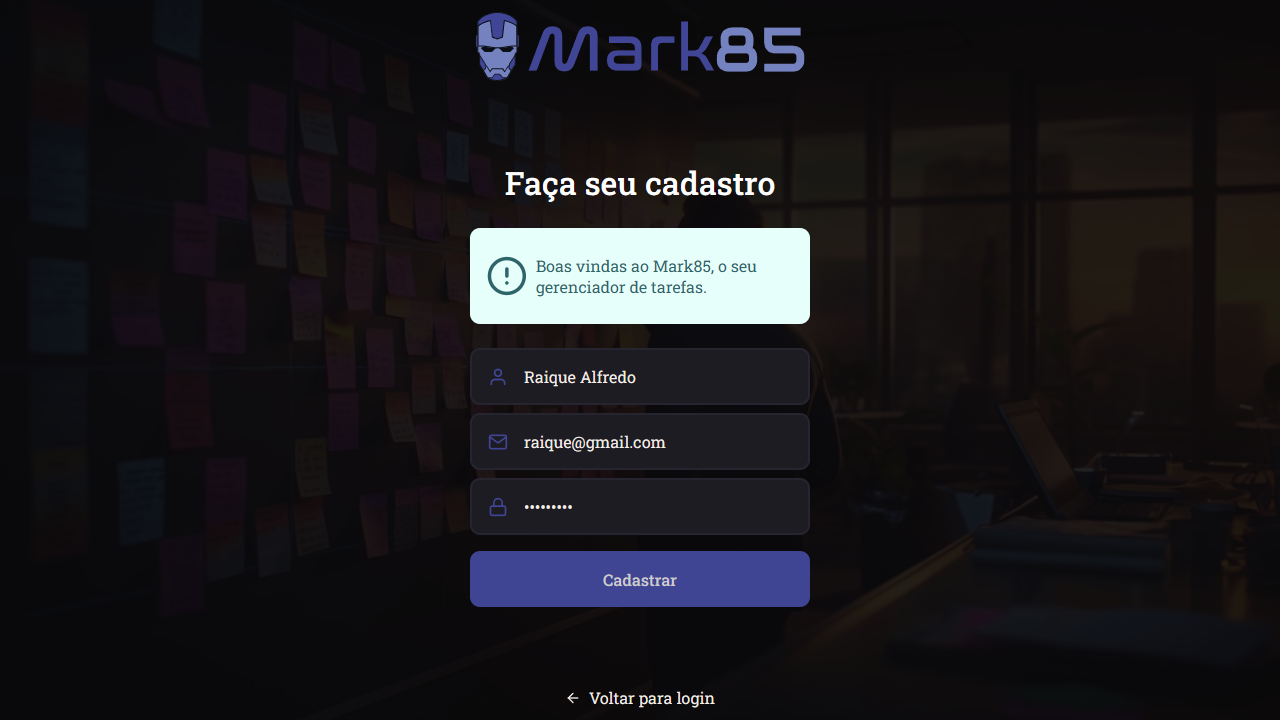 Mark85
Faça seu cadastro
Boas vindas ao Mark85, o seu
gerenciador de tarefas.
Raique Alfredo
raique@gmail.com
•••••••••
Cadastrar
Voltar para login